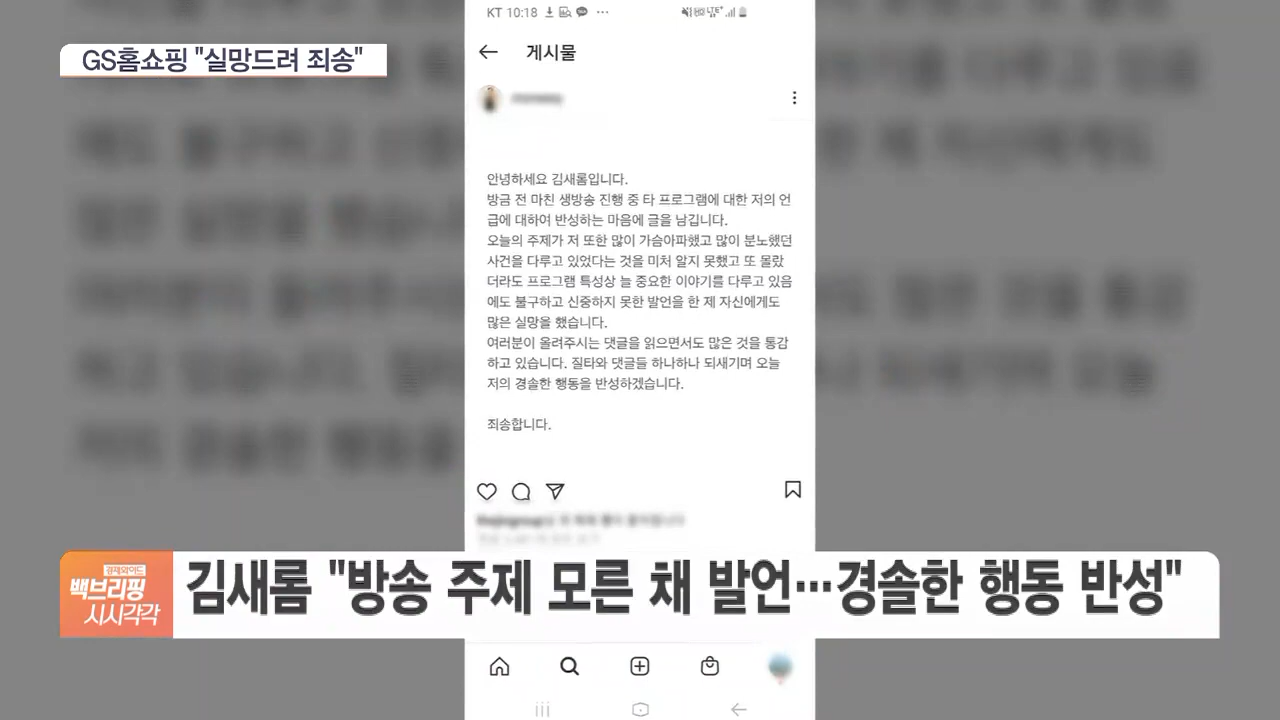 KT 10:18
GS홈쇼핑 "실망드려 죄송"
게시물
안녕하세요 김새롬입니다.
방금 전 마친 생방송 진행 중 타 프로그램에 대한 저의 언
급에 대하여 반성하는 마음에 글을 남깁니다.
오늘의 주제가 저 또한 많이 가슴아파했고 많이 분노했던
사건을 다루고 있었다는 것을 미처 알지 못했고 또 몰랐
더라도 프로그램 특성상 늘 중요한 이야기를 다루고 있음
에도 불구하고 신중하지 못한 발언을 한 제 자신에게도
많은 실망을 했습니다.
여러분이 올려주시는 댓글을 읽으면서도 많은 것을 통감
하고 있습니다. 질타와 댓글들 하나하나 되새기며 오늘
저의 경솔한 행동을 반성하겠습니다.
죄송합니다.
경제와이드
백브리핑
시시각각
김새롬 "방송 주제 모른 채 발언…경솔한 행동 반성"